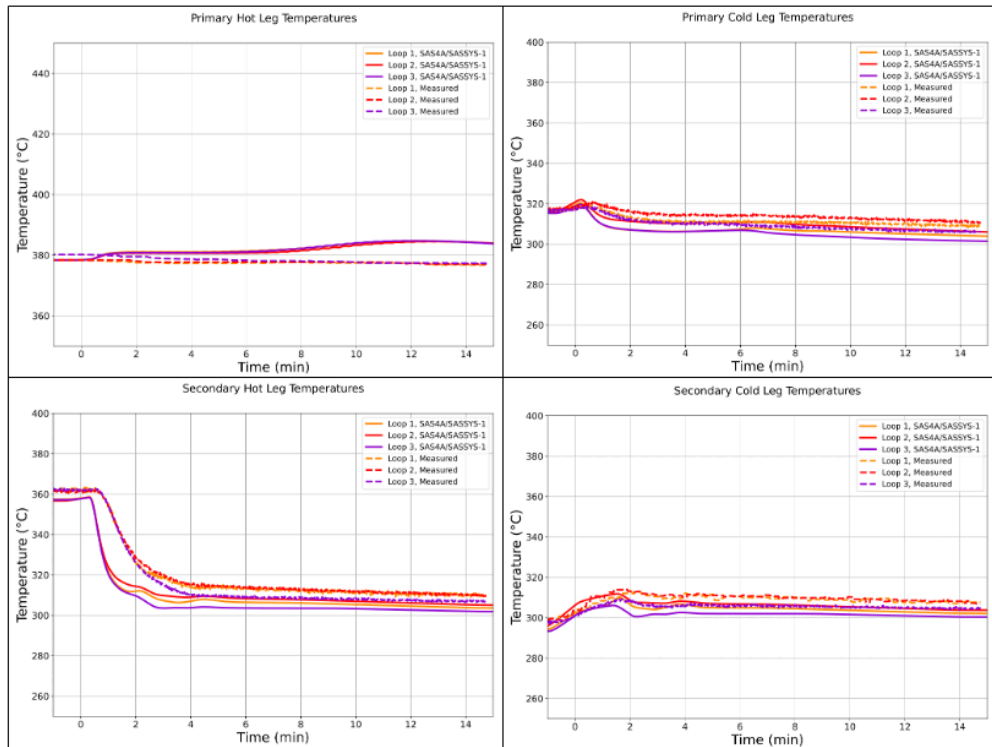 Primary Hot Leg Temperatures
Temperature (°C)
440
420
400
380
360
Loop 1, SAS4A/SASSYS-1
Loop 2, SAS4A/SASSYS-1
Loop 3, SAS4A/SASSYS-1
Loop 1, Measured
Loop 2, Measured
Loop 3, Measured
0 2 4 6 8 10 12 14
Time (min)
Primary Cold Leg Temperatures
Temperature (°C)
400
380
360
340
320
300
280
260
Loop 1, SAS4A/SASSYS-1
Loop 2, SAS4A/SASSYS-1
Loop 3, SAS4A/SASSYS-1
Loop 1, Measured
Loop 2, Measured
Loop 3, Measured
0 2 4 6 8 10 12 14
Time (min)
Secondary Hot Leg Temperatures
Temperature (°C)
400
380
360
340
320
300
280
260
Loop 1, SAS4A/SASSYS-1
Loop 2, SAS4A/SASSYS-1
Loop 3, SAS4A/SASSYS-1
Loop 1, Measured
Loop 2, Measured
Loop 3, Measured
0 2 4 6 8 10 12 14
Time (min)
Secondary Cold Leg Temperatures
Temperature (°C)
400
380
360
340
320
300
280
260
Loop 1, SAS4A/SASSYS-1
Loop 2, SAS4A/SASSYS-1
Loop 3, SAS4A/SASSYS-1
Loop 1, Measured
Loop 2, Measured
Loop 3, Measured
0 2 4 6 8 10 12 14
Time (min)